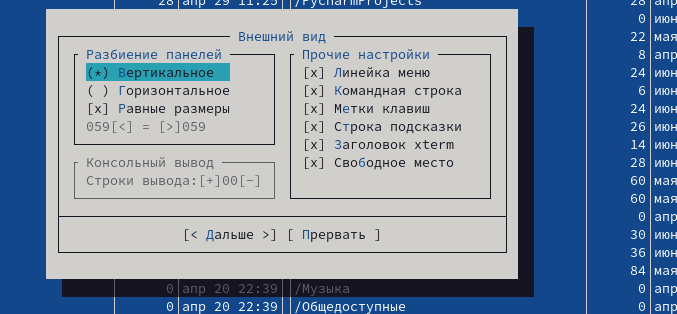 28 апр 29 11:25 /PycharmProjects 28 апр
0 июн
Внешний вид 22 мая
Разбиение панелей Прочие настройки 8 апр
(*) Вертикальное [x] Линейка меню 24 июн
( ) Горизонтальное [x] Командная строка 6 июн
[x] Равные размеры [x] Метки клавиш 24 июн
059[<] = [>]059 [x] Строка подсказки 26 июн
[x] Заголовок xterm 14 июн
Консольный вывод [x] Свободное место 28 июн
Строки вывода:[+]00[-] 60 мая
60 мая
0 апр
[< Дальше >] [ Прервать ] 30 июн
36 июн
84 мая
0 апр 20 22:39 /Музыка 0 апр
0 апр 20 22:39 /Общедоступные 0 апр